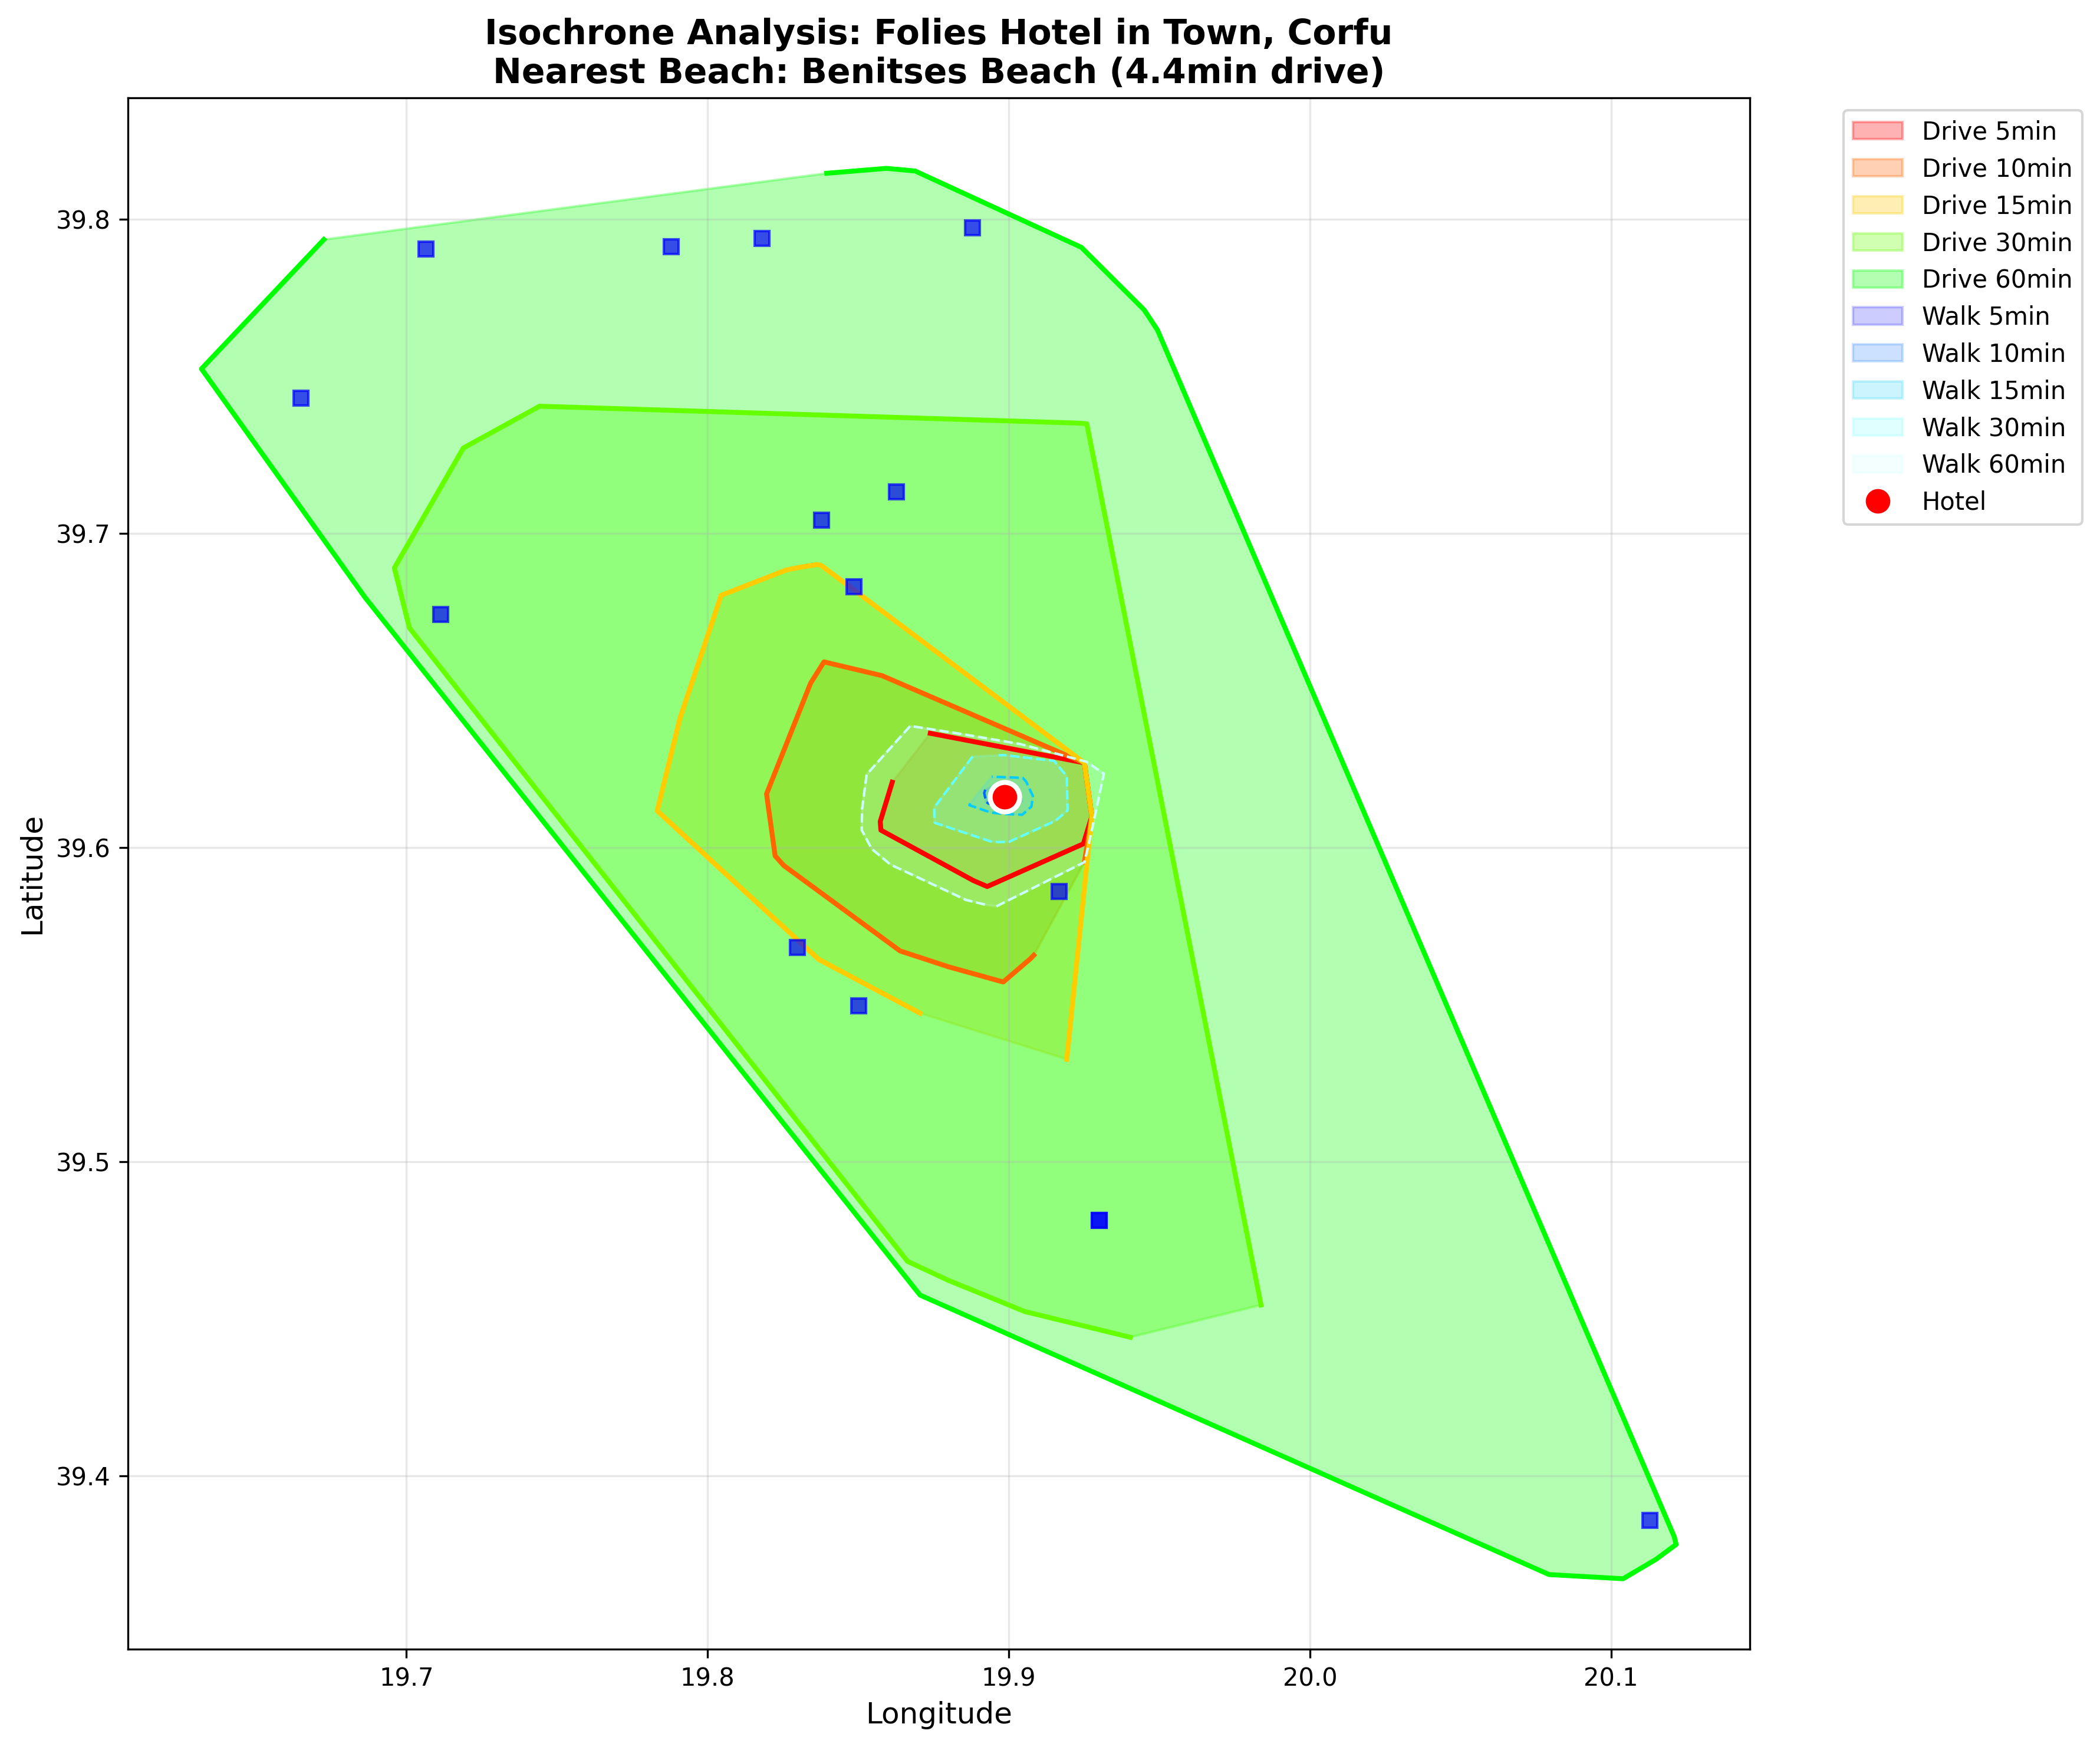 Isochrone Analysis: Folies Hotel in Town, Corfu
Nearest Beach: Benitses Beach (4.4min drive)
Drive 5min
Drive 10min
Drive 15min
Drive 30min
Drive 60min
Walk 5min
Walk 10min
Walk 15min
Walk 30min
Walk 60min
Hotel
39.8
39.7
39.6
39.5
39.4
Latitude
19.7
19.8
19.9
20.0
20.1
Longitude